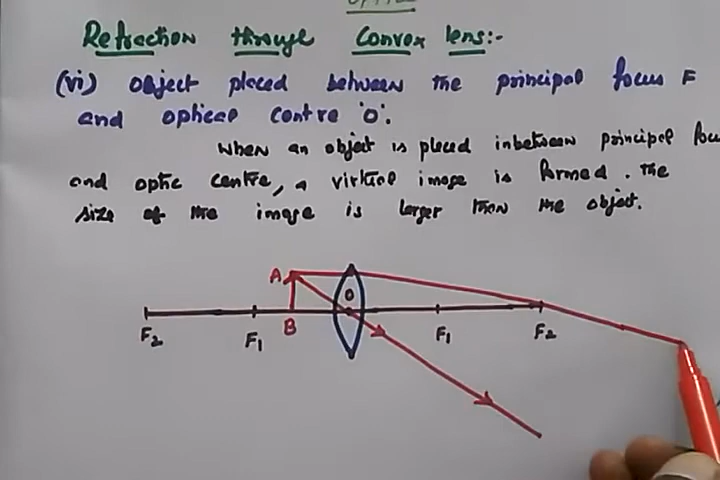 Refraction through Convex lens:-
(vi) object placed between the principal focus F
and optical centre 'O'.
When an object is placed inbetween principal focu
and optic centre, a virtual image is formed. The
size of the image is larger than the object.
A
O
B
F2 F1 F1 F2